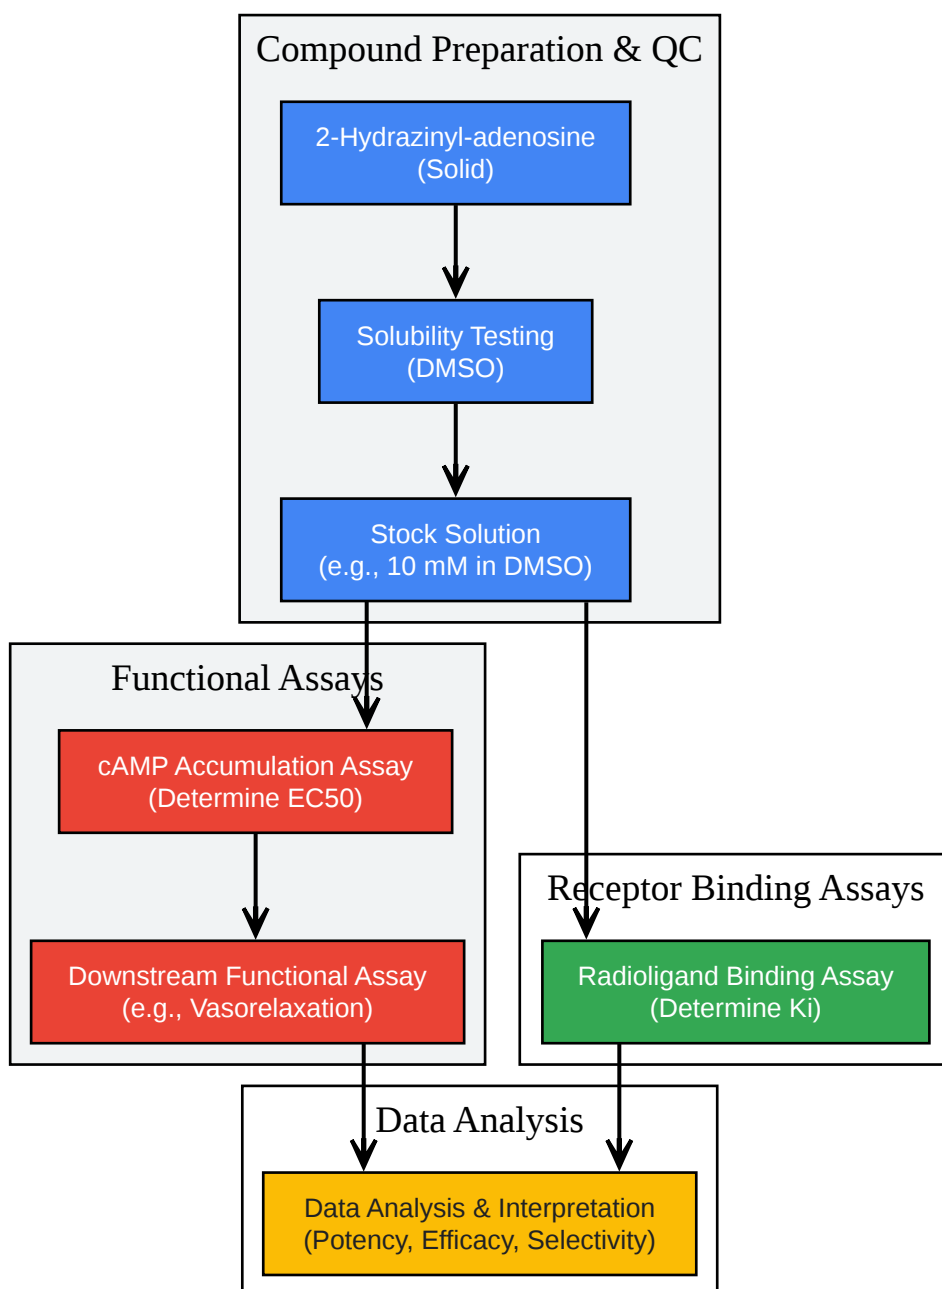 Compound Preparation & QC
2-Hydrazinyl-adenosine
(Solid)
Solubility Testing
(DMSO)
Stock Solution
(e.g., 10 mM in DMSO)
Functional Assays
cAMP Accumulation Assay
(Determine EC50)
Downstream Functional Assay
(e.g., Vasorelaxation)
Receptor Binding Assays
Radioligand Binding Assay
(Determine Ki)
Data Analysis
Data Analysis & Interpretation
(Potency, Efficacy, Selectivity)